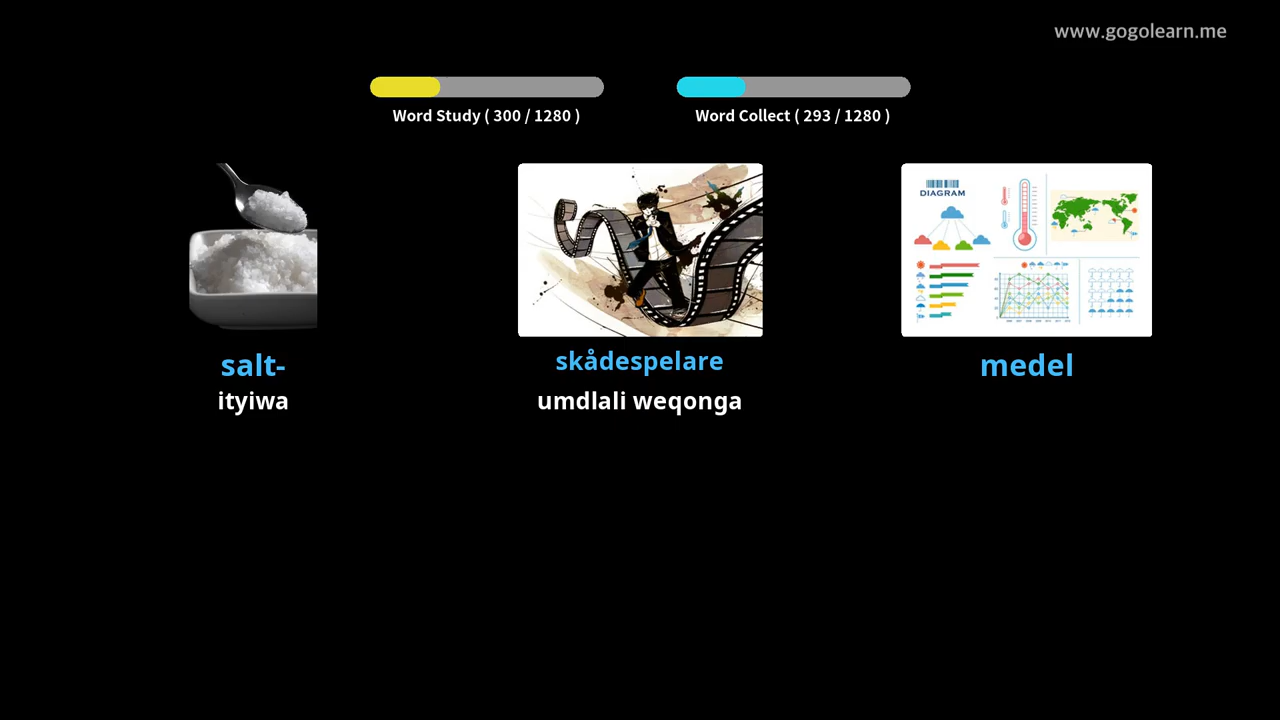 www.gogolearn.me
Word Study ( 300 / 1280 )
Word Collect ( 293 / 1280 )
DIAGRAM
salt-
skådespelare
medel
ityiwa
umdlali weqonga